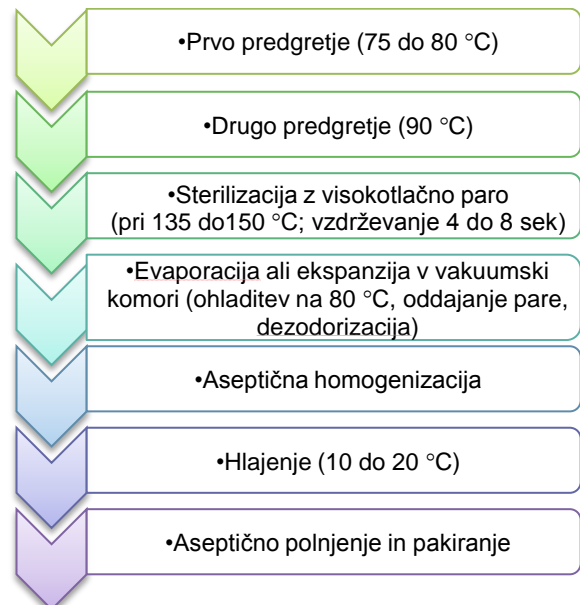 •Prvo predgretje (75 do 80 °C)
•Drugo predgretje (90 °C)
•Sterilizacija z visokotlačno paro
(pri 135 do150 °C; vzdrževanje 4 do 8 sek)
•Evaporacija ali ekspanzija v vakuumski
komori (ohladitev na 80 °C, oddajanje pare,
dezodorizacija)
•Aseptična homogenizacija
•Hlajenje (10 do 20 °C)
•Aseptično polnjenje in pakiranje